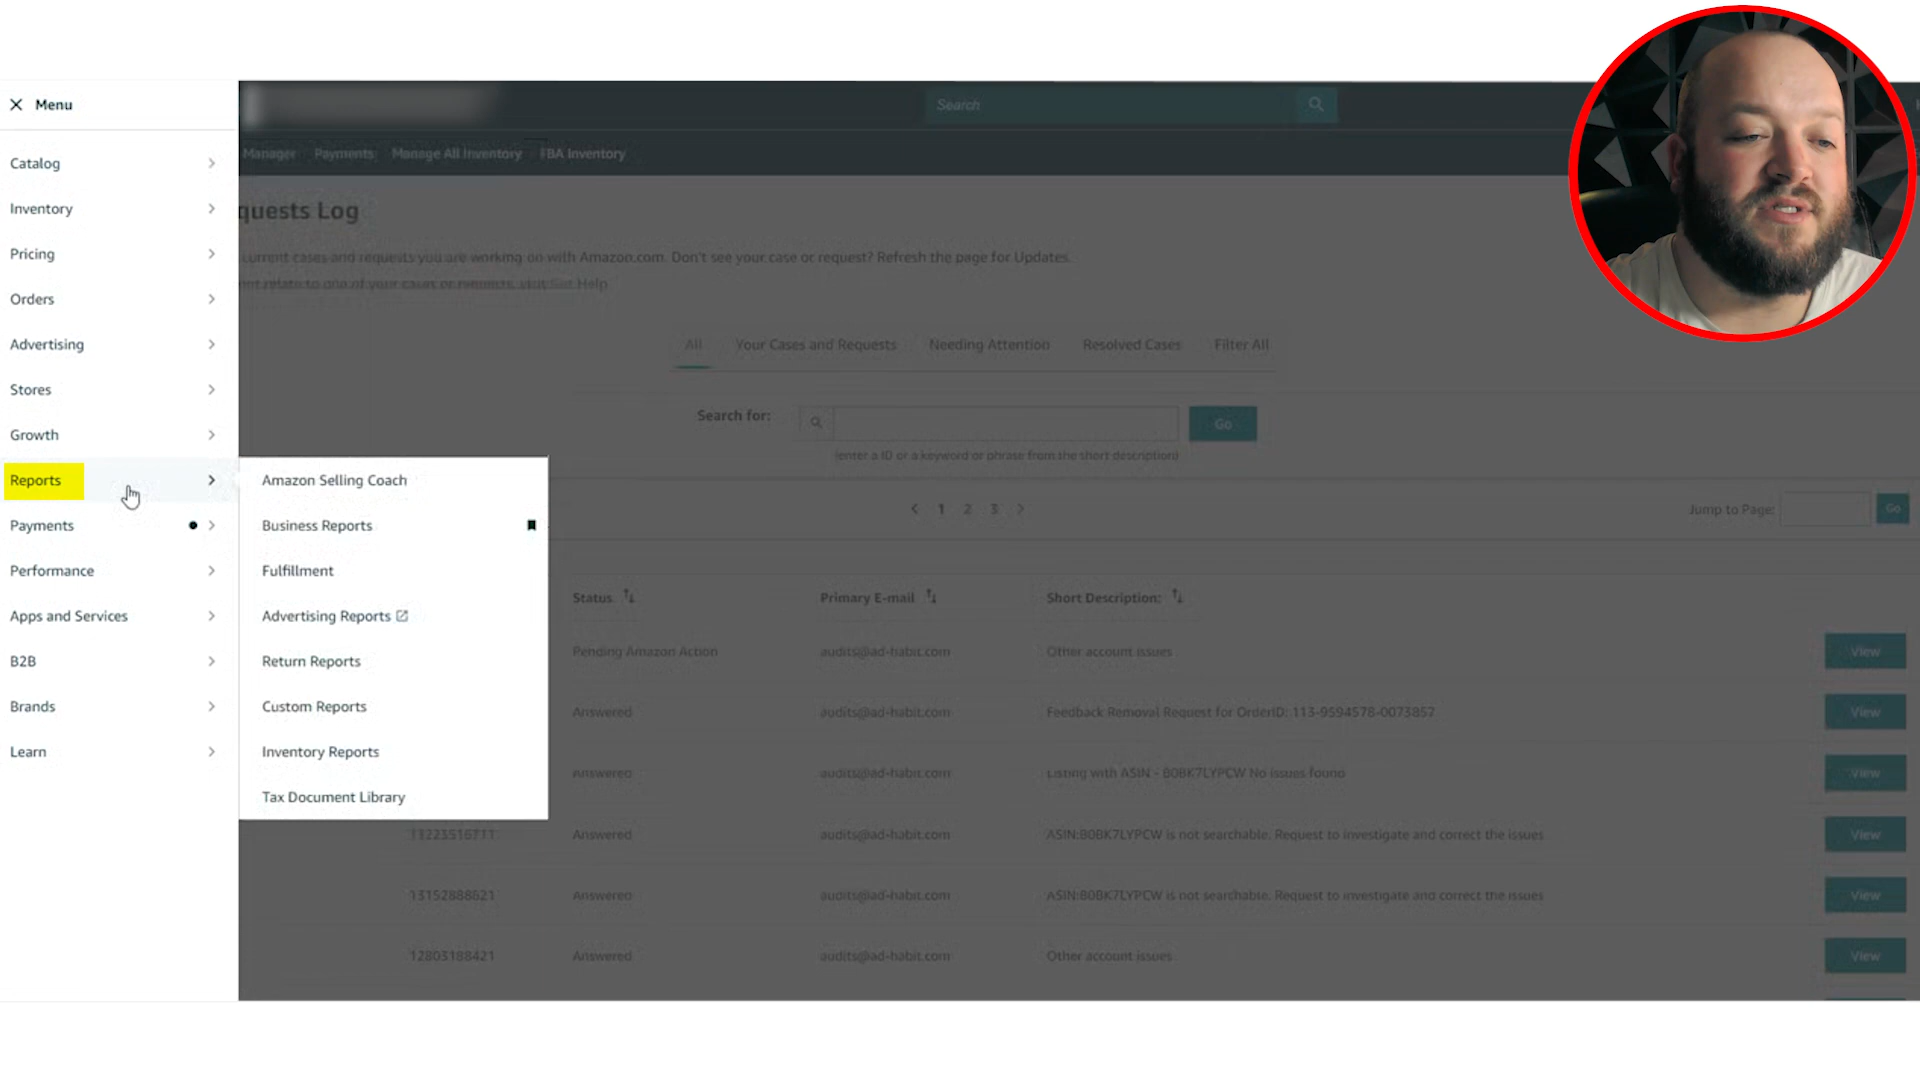 Menu
Search
Manager Payments Manage All Inventory FBA Inventory
Catalog
Inventory
Pricing
Orders
Advertising
Stores
Growth
Reports
Payments
Performance
Apps and Services
B2B
Brands
Learn
Amazon Selling Coach
Business Reports
Fulfillment
Advertising Reports
Return Reports
Custom Reports
Inventory Reports
Tax Document Library
quests Log
current cases and requests you are working on with Amazon.com. Don't see your case or request? Refresh the page for Updates.
not relate to one of your cases or requests, visit Get Help.
All Your Cases and Requests Needing Attention Resolved Cases Filter All
Search for: Go
(enter a ID or a keyword or phrase from the short description)
1 2 3 Jump to Page: Go
Status Primary E-mail Short Description:
Pending Amazon Action audits@ad-habit.com Other account issues View
Answered audits@ad-habit.com Feedback Removal Request for OrderID: 113-9594578-0073857 View
Answered audits@ad-habit.com Listing with ASIN - B0BK7LYPCW No issues found View
Answered audits@ad-habit.com ASIN:B0BK7LYPCW is not searchable. Request to investigate and correct the issues View
13152888621 Answered audits@ad-habit.com ASIN:B0BK7LYPCW is not searchable. Request to investigate and correct the issues View
12803188421 Answered audits@ad-habit.com Other account issues View